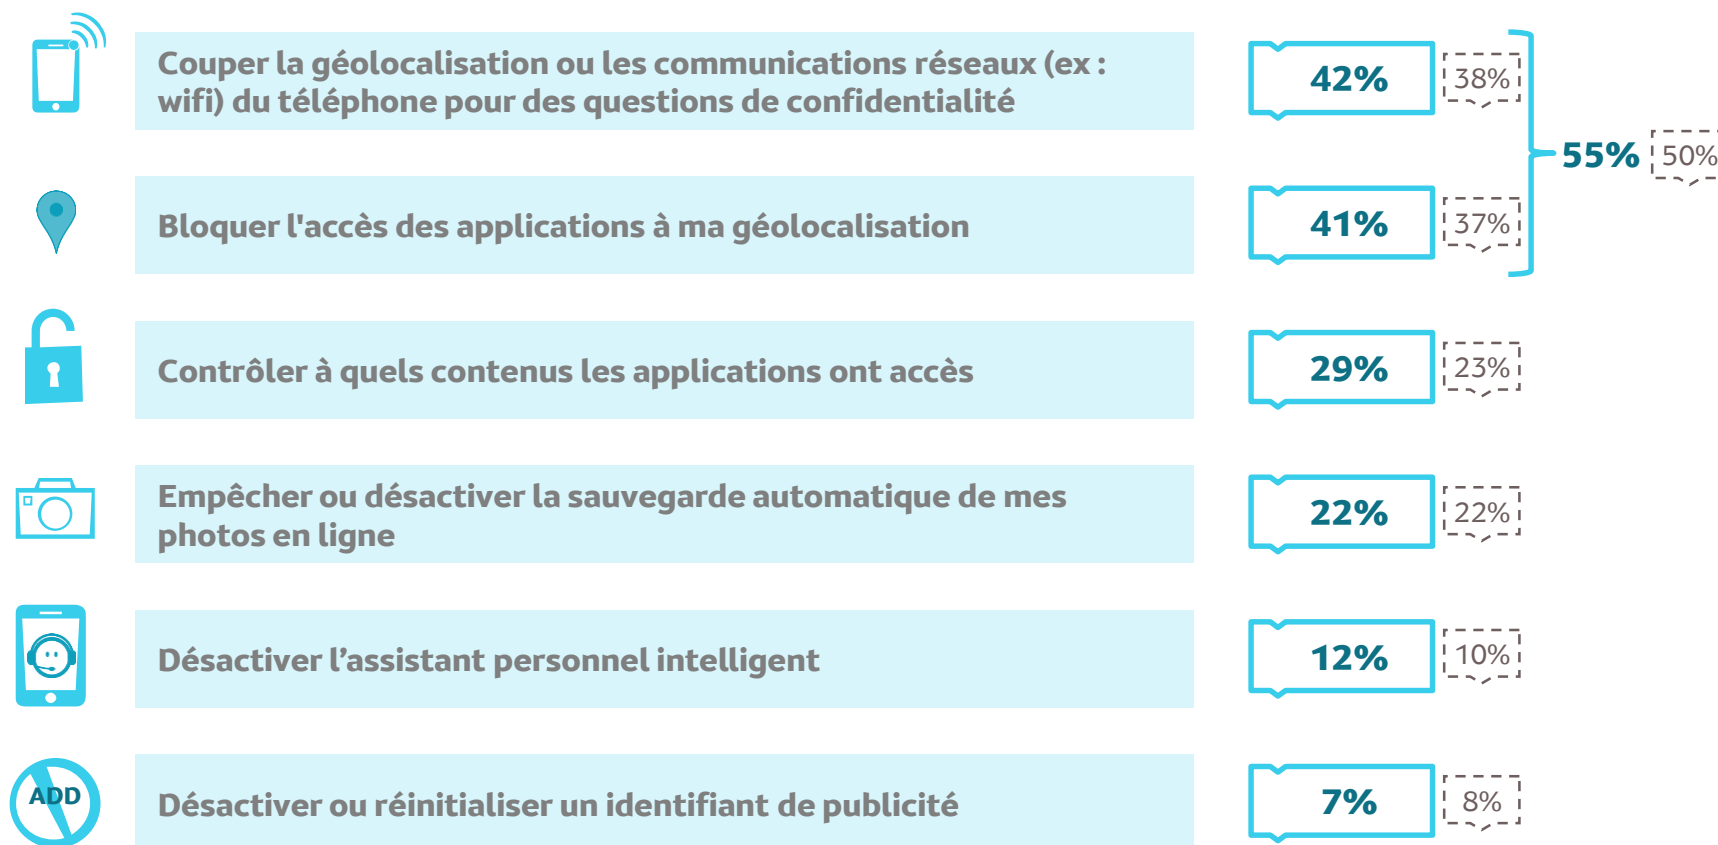 Couper la géolocalisation ou les communications réseaux (ex :
wifi) du téléphone pour des questions de confidentialité
42%
38%
55%
50%
Bloquer l'accès des applications à ma géolocalisation
41%
37%
Contrôler à quels contenus les applications ont accès
29%
23%
Empêcher ou désactiver la sauvegarde automatique de mes
photos en ligne
22%
22%
Désactiver l’assistant personnel intelligent
12%
10%
ADD
Désactiver ou réinitialiser un identifiant de publicité
7%
8%